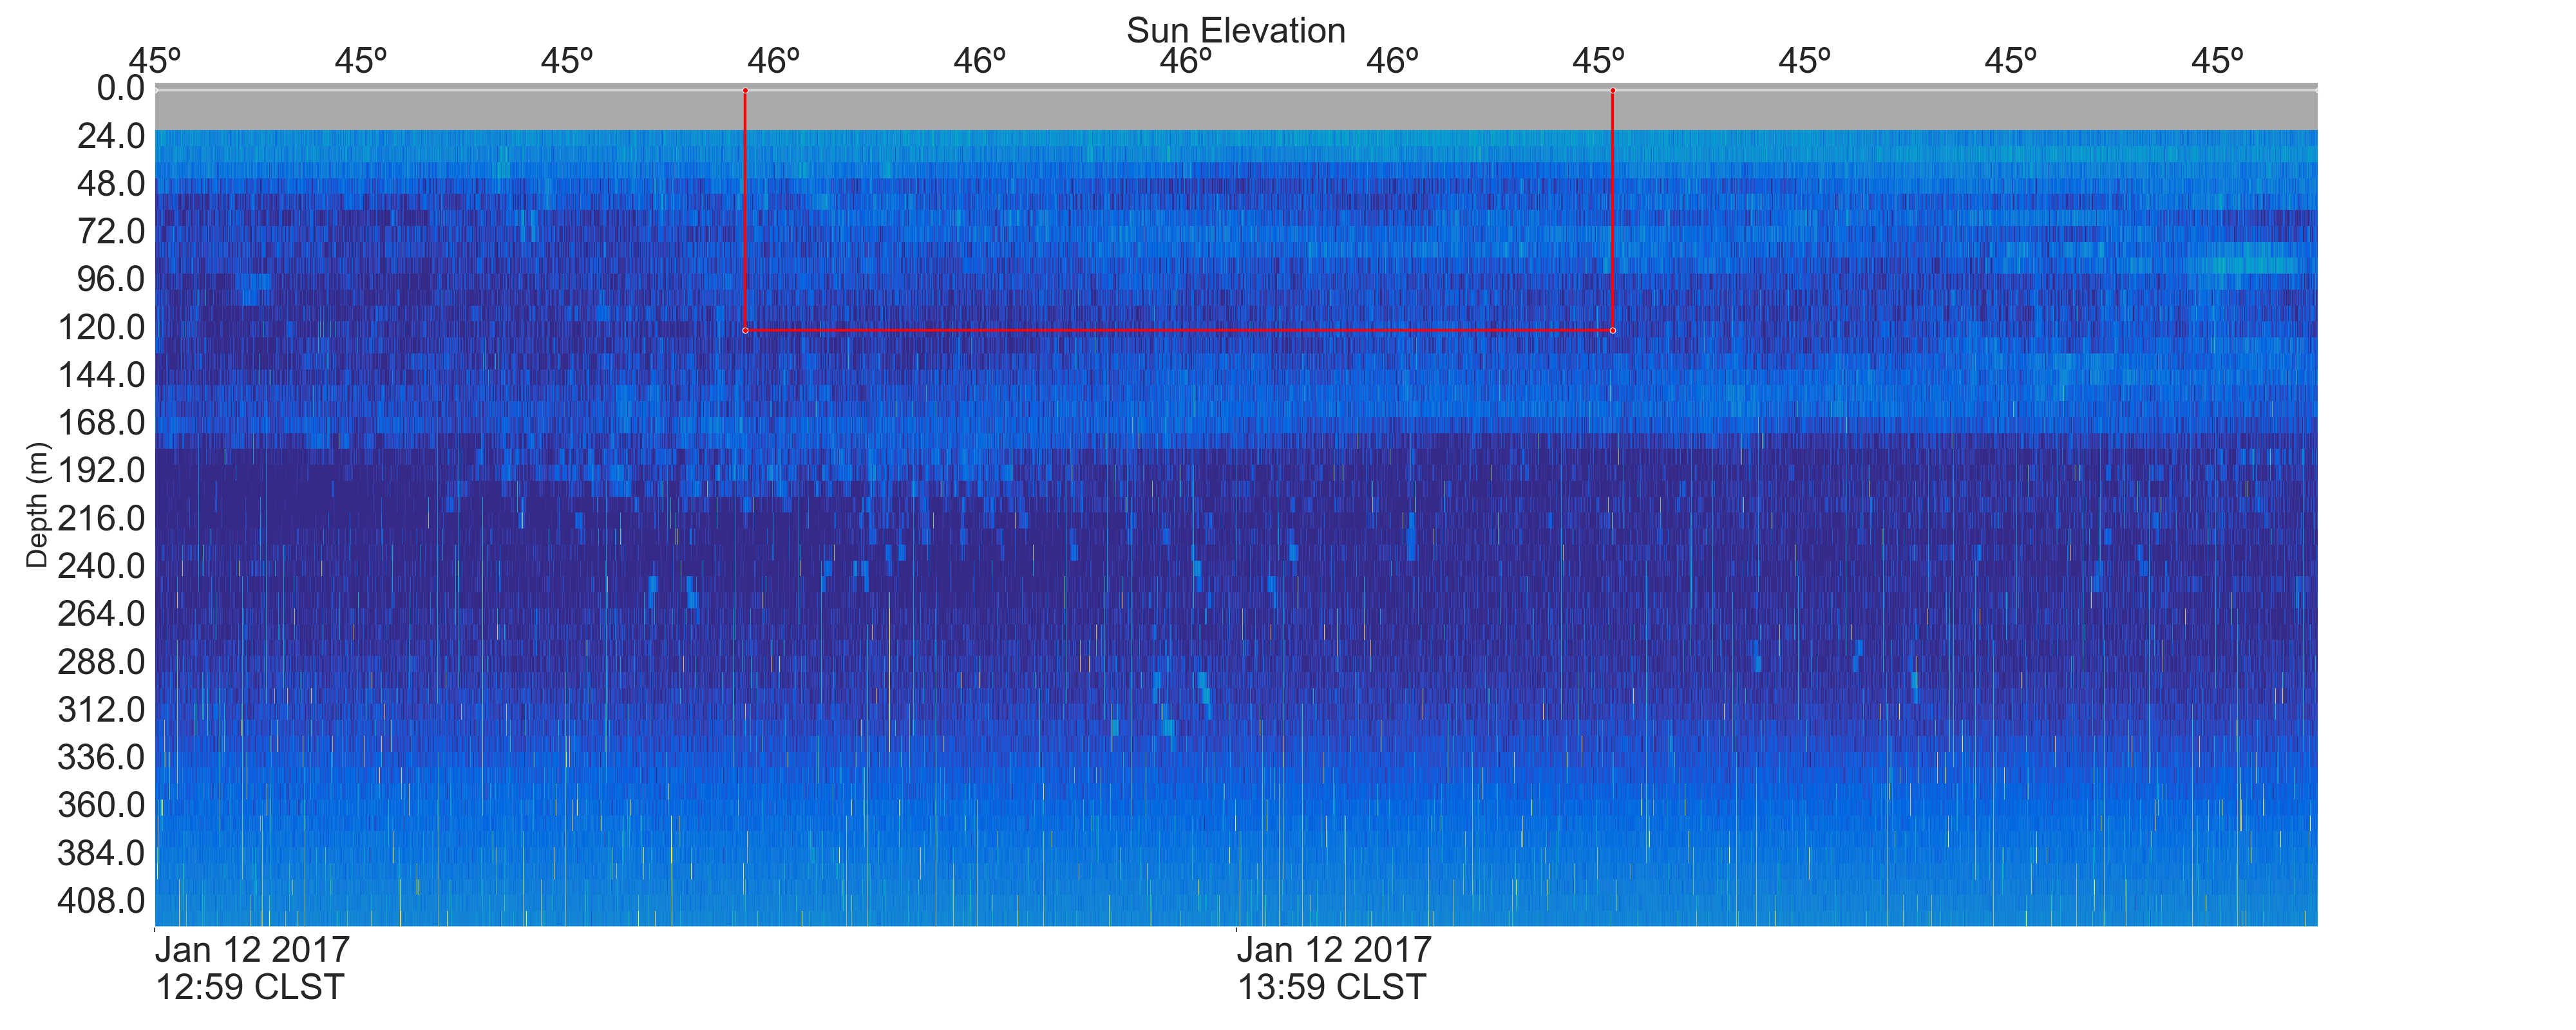 Sun Elevation
45º 45º 45º 46º 46º 46º 46º 45º 45º 45º 45º
0.0
24.0
48.0
72.0
96.0
120.0
144.0
168.0
192.0
216.0
240.0
264.0
288.0
312.0
336.0
360.0
384.0
408.0
Depth (m)
Jan 12 2017
12:59 CLST
Jan 12 2017
13:59 CLST